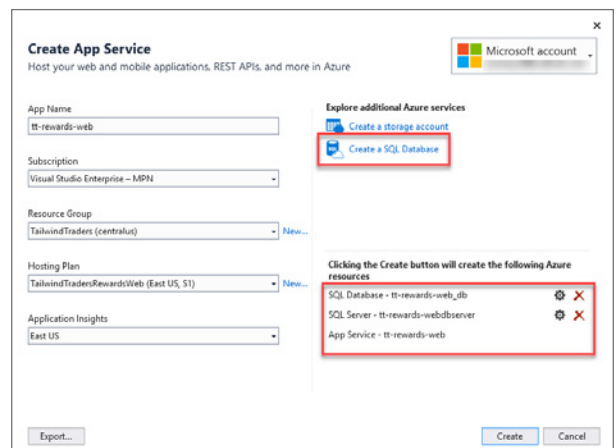 Create App Service
Host your web and mobile applications, REST APIs, and more in Azure
Microsoft account
App Name
tt-rewards-web
Subscription
Visual Studio Enterprise – MPN
Resource Group
TailwindTraders (centralus)
New...
Hosting Plan
TailwindTradersRewardsWeb (East US, S1)
New...
Application Insights
East US
Explore additional Azure services
Create a storage account
Create a SQL Database
Clicking the Create button will create the following Azure
resources
SQL Database - tt-rewards-web_db
SQL Server - tt-rewards-webdbserver
App Service - tt-rewards-web
Export...
Create
Cancel